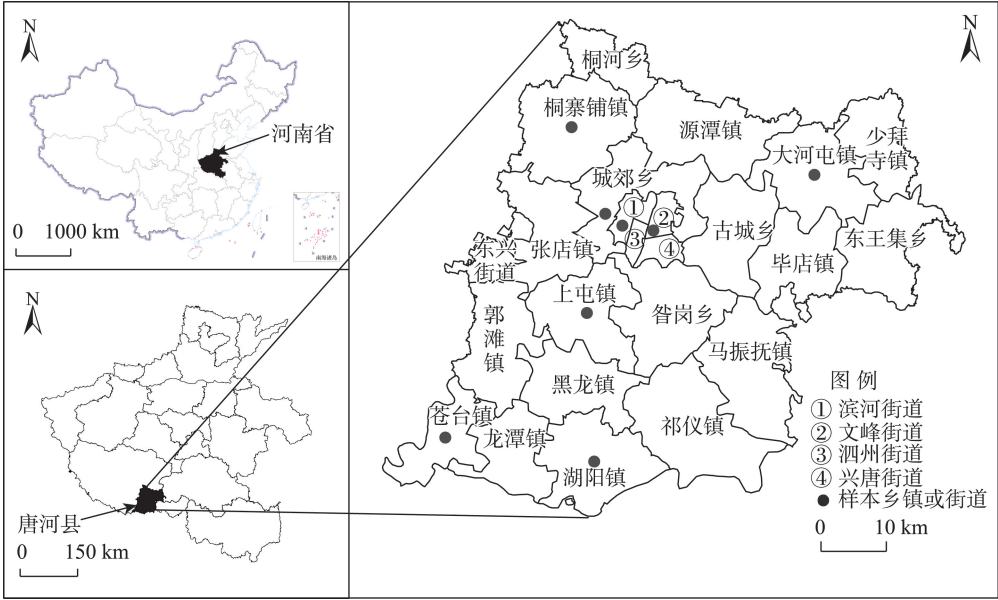 N
河南省
0 1000 km
南海诸岛
N
唐河县
0 150 km
N
桐河乡
桐寨铺镇
源潭镇
少拜
寺镇
大河屯镇
城郊乡
①
②
③
④
古城乡
东王集乡
张店镇
东兴
街道
毕店镇
上屯镇
昝岗乡
郭
滩
镇
马振抚镇
黑龙镇
苍台镇
龙潭镇
祁仪镇
湖阳镇
图 例
① 滨河街道
② 文峰街道
③ 泗州街道
④ 兴唐街道
样本乡镇或街道
0 10 km